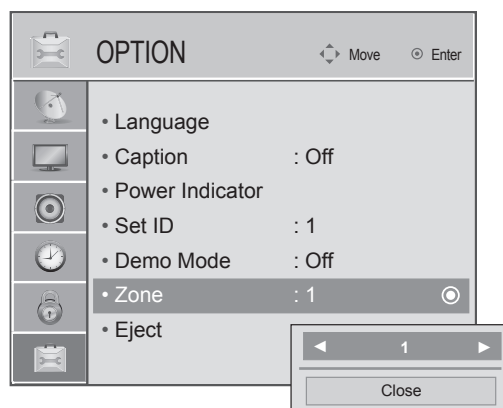 OPTION Move Enter
• Language
• Caption : Off
• Power Indicator
• Set ID : 1
• Demo Mode : Off
• Zone : 1
• Eject
◄ 1 ►
Close